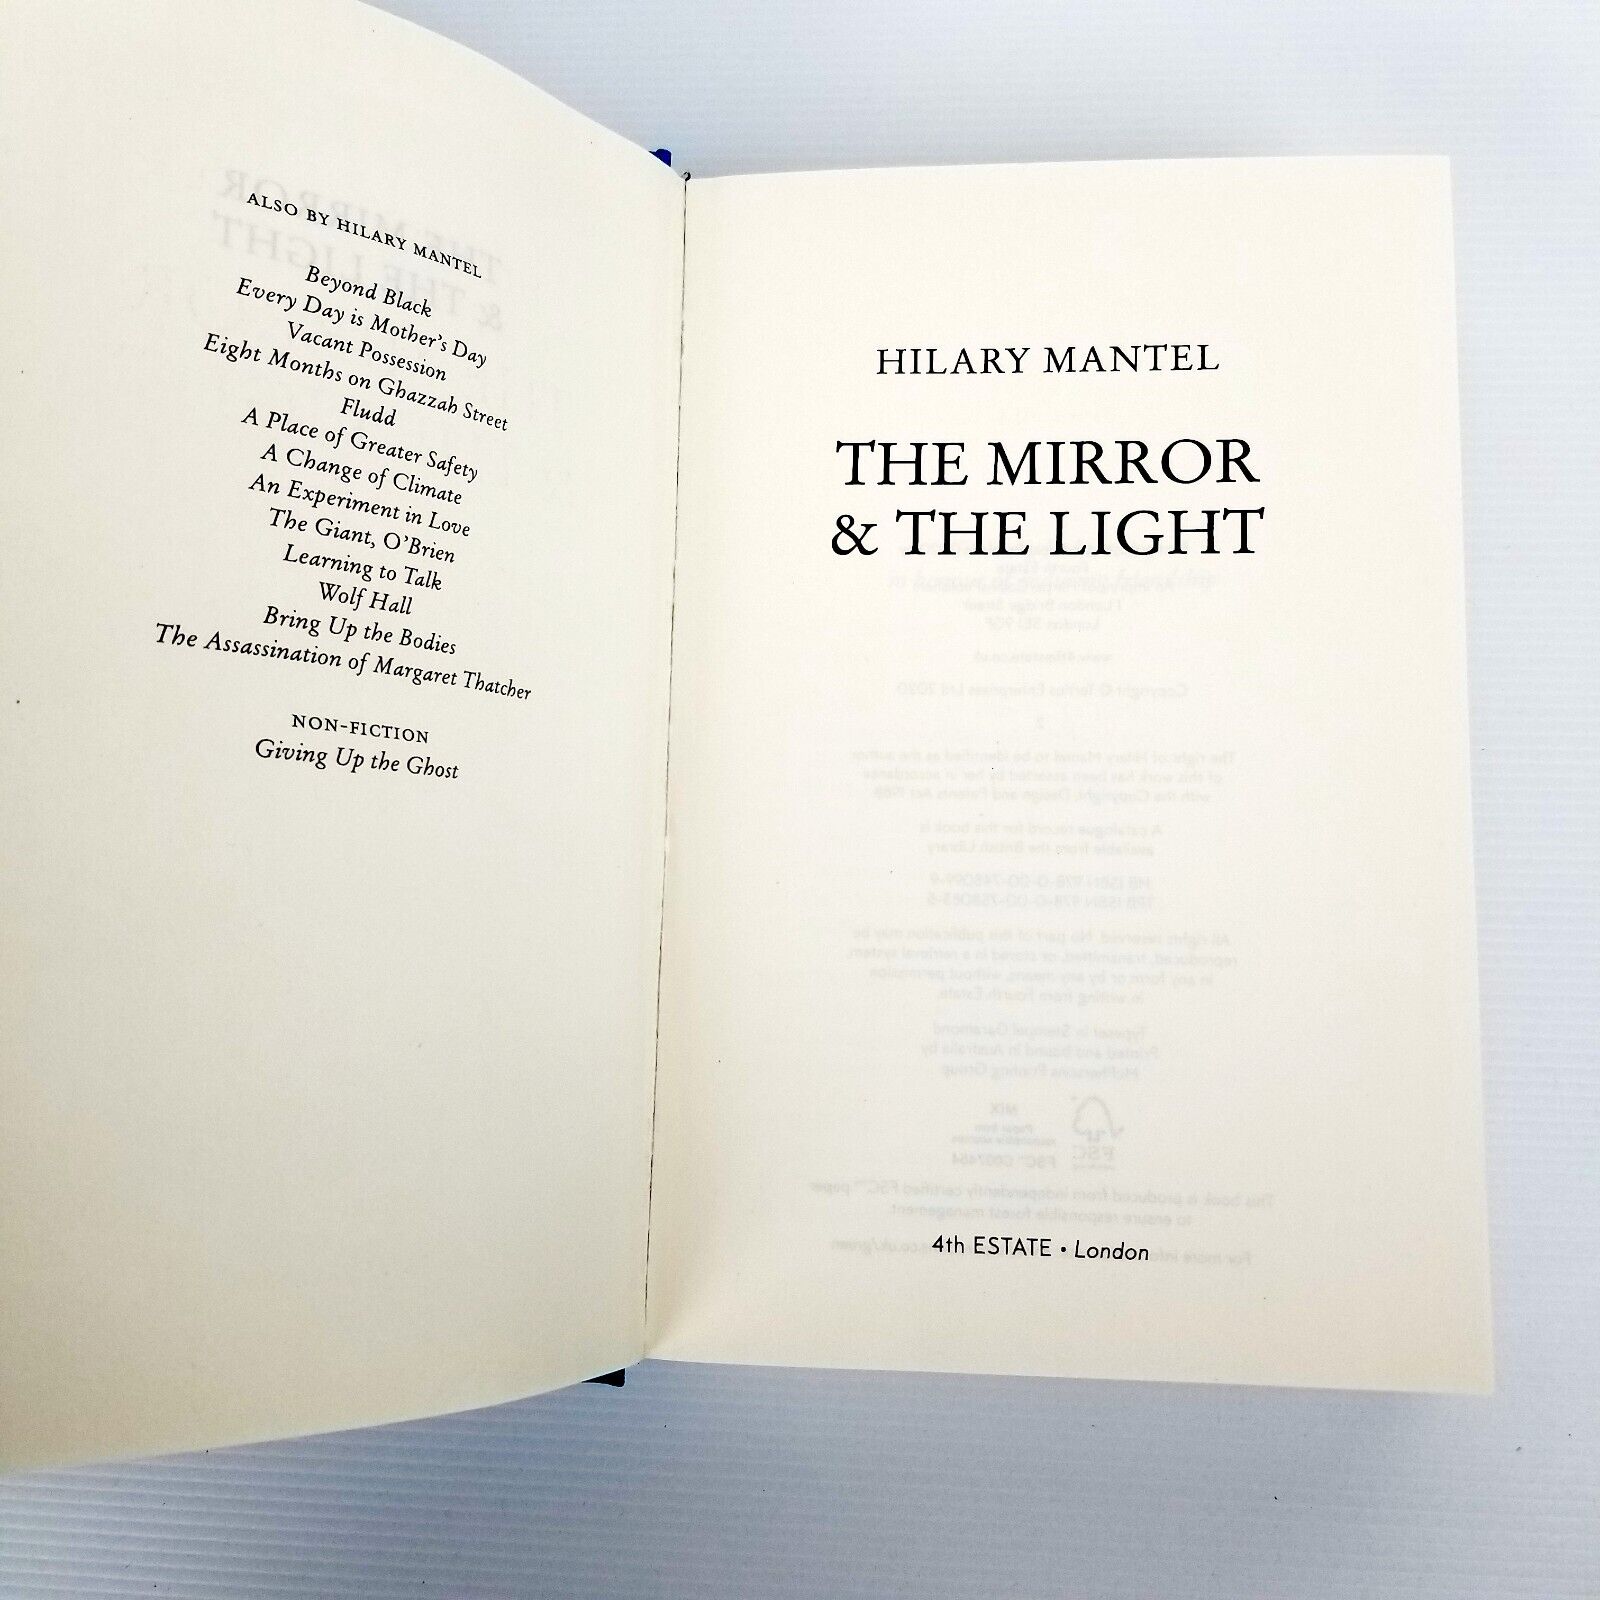 ALSO BY HILARY MANTEL
Beyond Black
Every Day is Mother's Day
Vacant Possession
Eight Months on Ghazzah Street
Fludd
A Place of Greater Safety
A Change of Climate
An Experiment in Love
The Giant, O'Brien
Learning to Talk
Wolf Hall
Bring Up the Bodies
The Assassination of Margaret Thatcher
NON-FICTION
Giving Up the Ghost
HILARY MANTEL
THE MIRROR
& THE LIGHT
4th ESTATE • London